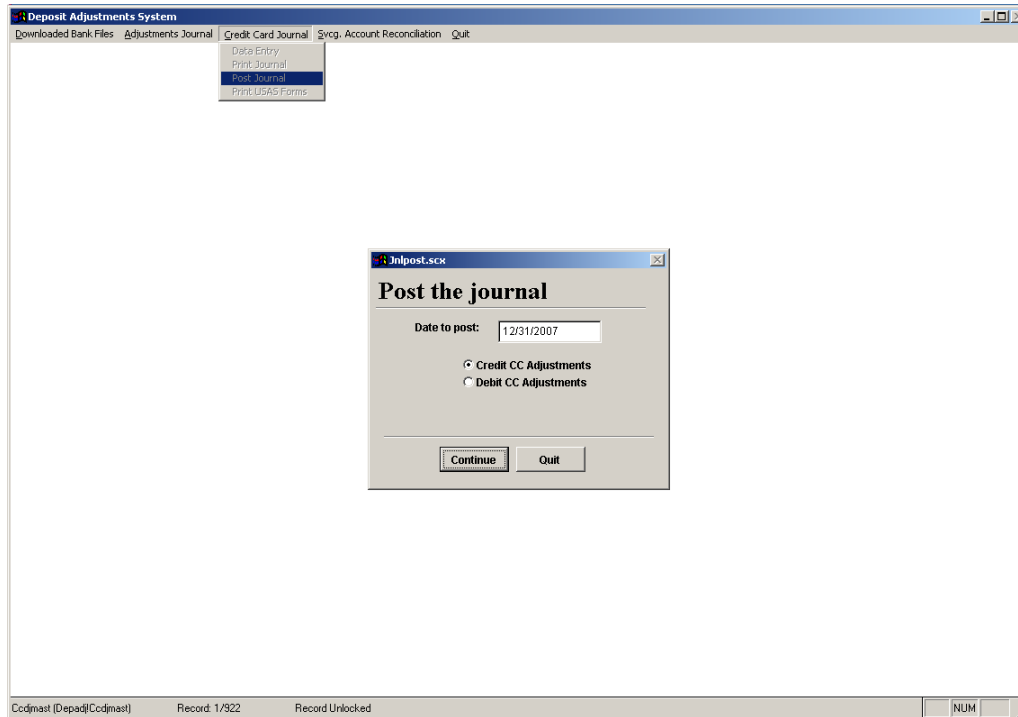 Deposit Adjustments System
Downloaded Bank Files Adjustments Journal Credit Card Journal Svcg. Account Reconciliation Quit
Data Entry
Print Journal
Post Journal
Print USAS Forms
Jnlpost.scx
Post the journal
Date to post: 12/31/2007
Credit CC Adjustments
Debit CC Adjustments
Continue Quit
Ccdjmast (Depadj!Ccdjmast) Record: 1/922 Record Unlocked NUM